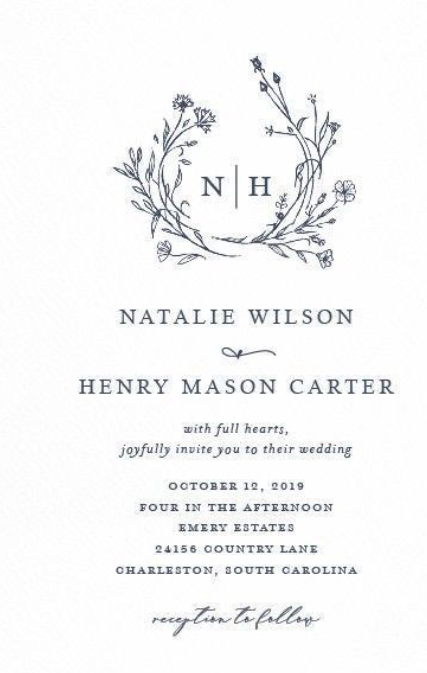 N | H
NATALIE WILSON
HENRY MASON CARTER
with full hearts,
joyfully invite you to their wedding
OCTOBER 12, 2019
FOUR IN THE AFTERNOON
EMERY ESTATES
24156 COUNTRY LANE
CHARLESTON, SOUTH CAROLINA
reception to follow